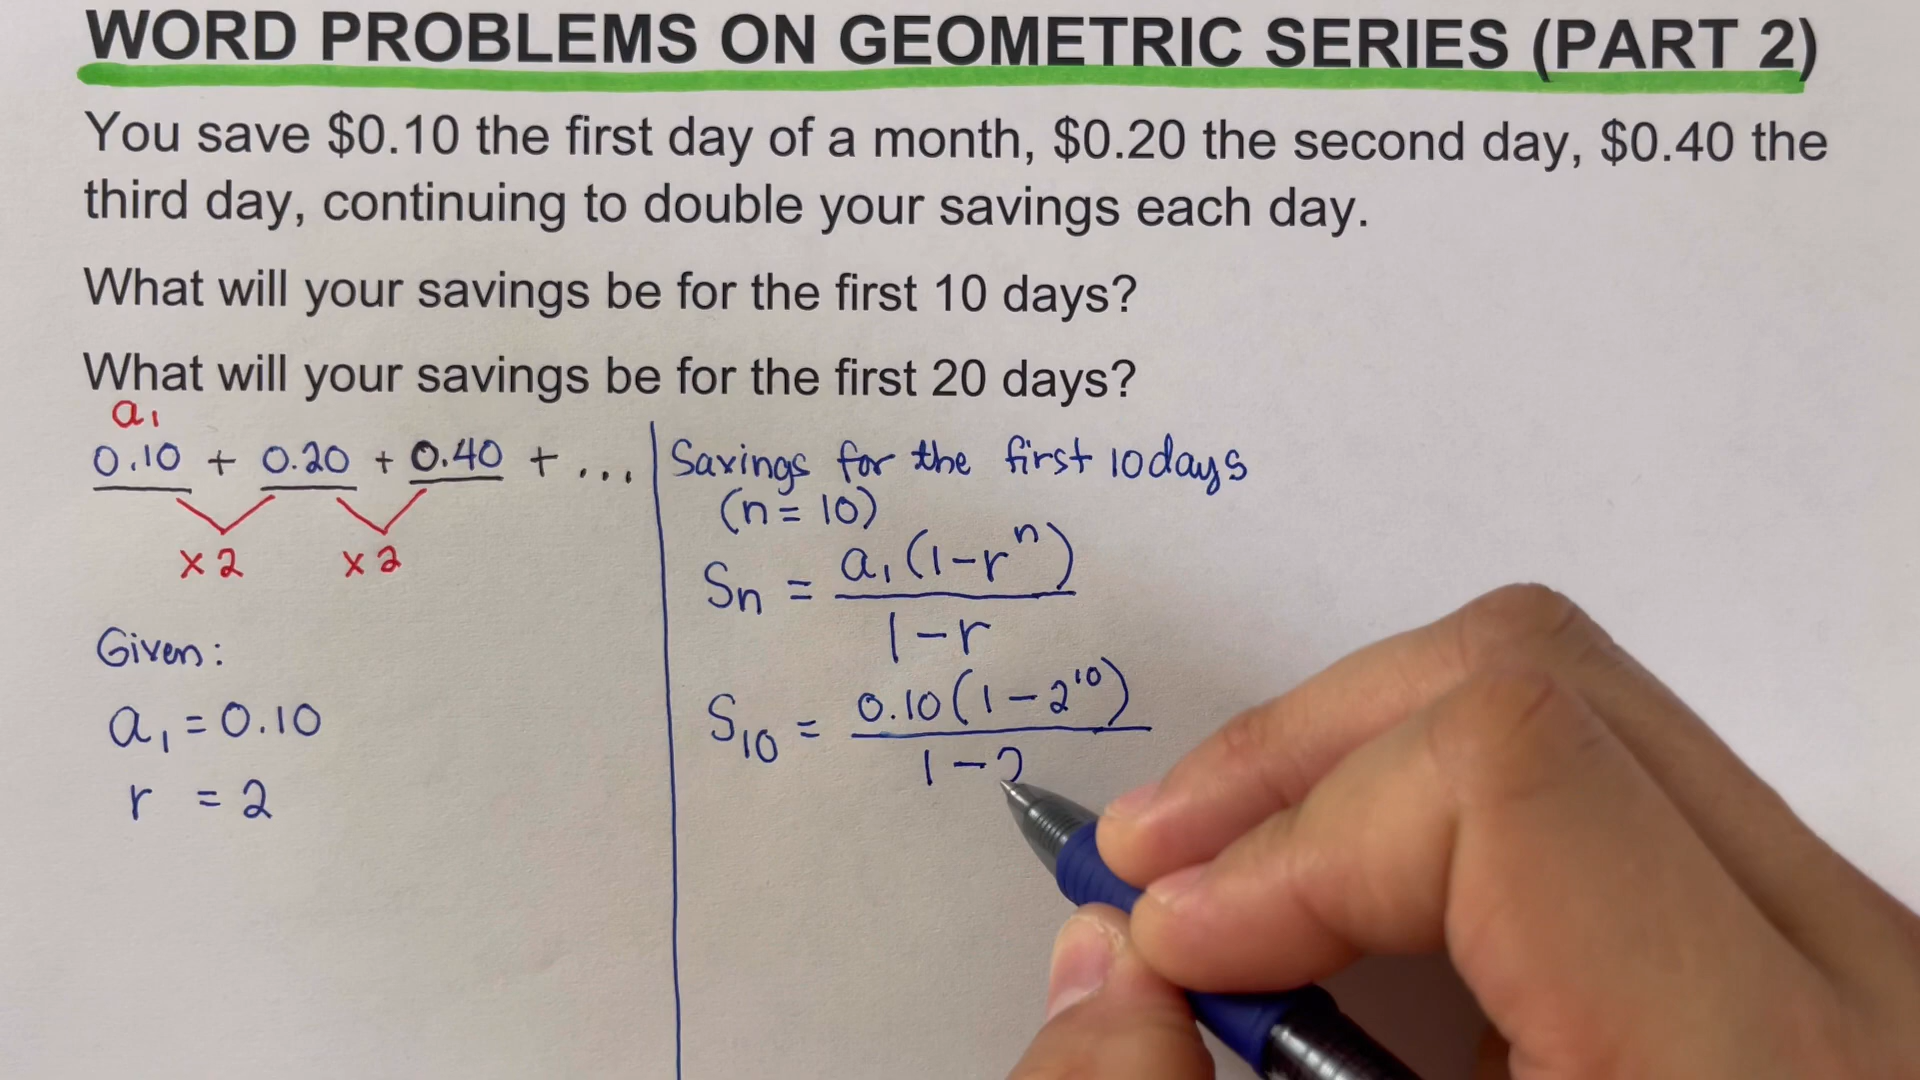 WORD PROBLEMS ON GEOMETRIC SERIES (PART 2)
You save $0.10 the first day of a month, $0.20 the second day, $0.40 the
third day, continuing to double your savings each day.
What will your savings be for the first 10 days?
What will your savings be for the first 20 days?
a₁
0.10 + 0.20 + 0.40 + ...
×2 ×2
Given:
a₁ = 0.10
r = 2
Savings for the first 10 days
(n = 10)
Sn = a₁(1-rⁿ)
1-r
S₁₀ = 0.10(1-2¹⁰)
1-2